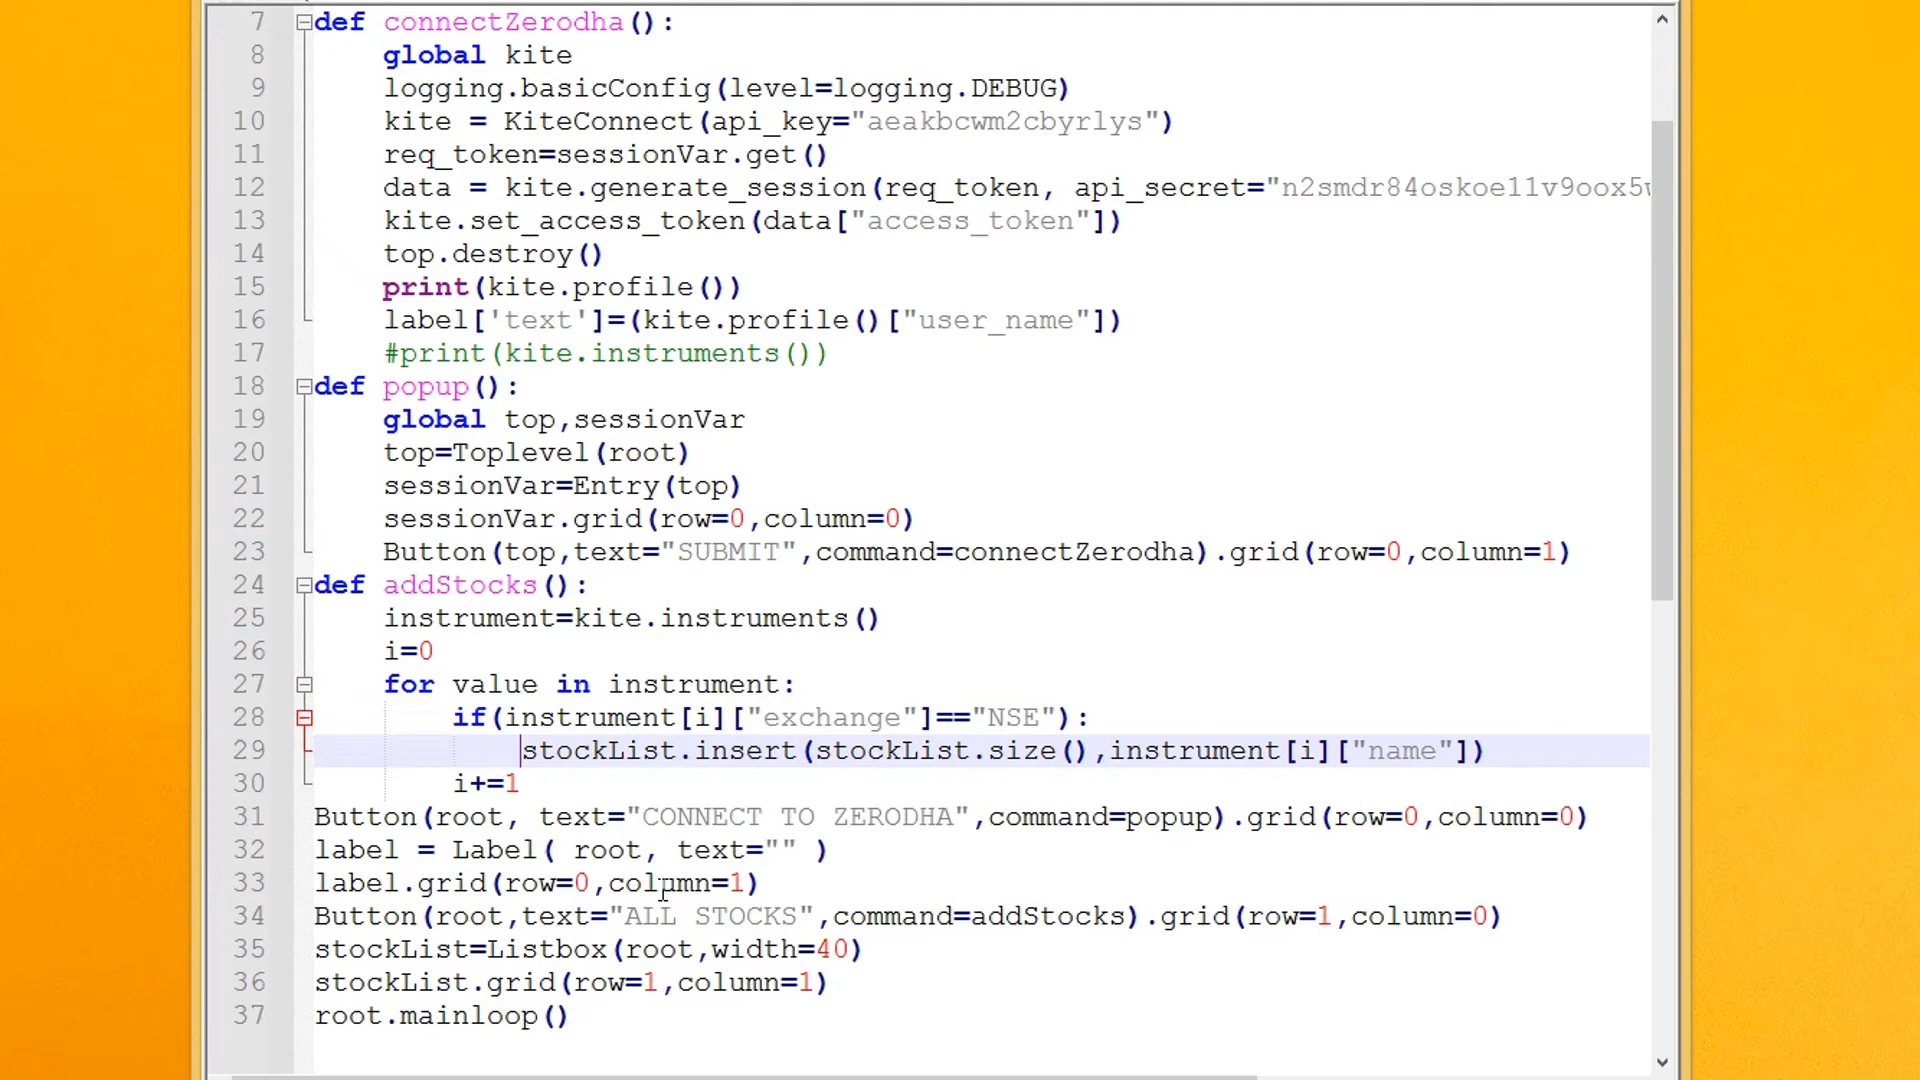 7 def connectZerodha():
8 global kite
9 logging.basicConfig(level=logging.DEBUG)
10 kite = KiteConnect(api_key="aeakbcwm2cbyrlys")
11 req_token=sessionVar.get()
12 data = kite.generate_session(req_token, api_secret="n2smdr84oskoe11v9oox5
13 kite.set_access_token(data["access_token"])
14 top.destroy()
15 print(kite.profile())
16 label['text']=(kite.profile()["user_name"])
17 #print(kite.instruments())
18 def popup():
19 global top,sessionVar
20 top=Toplevel(root)
21 sessionVar=Entry(top)
22 sessionVar.grid(row=0,column=0)
23 Button(top,text="SUBMIT",command=connectZerodha).grid(row=0,column=1)
24 def addStocks():
25 instrument=kite.instruments()
26 i=0
27 for value in instrument:
28 if(instrument[i]["exchange"]=="NSE"):
29 stockList.insert(stockList.size(),instrument[i]["name"])
30 i+=1
31 Button(root, text="CONNECT TO ZERODHA",command=popup).grid(row=0,column=0)
32 label = Label( root, text="" )
33 label.grid(row=0,column=1)
34 Button(root,text="ALL STOCKS",command=addStocks).grid(row=1,column=0)
35 stockList=Listbox(root,width=40)
36 stockList.grid(row=1,column=1)
37 root.mainloop()